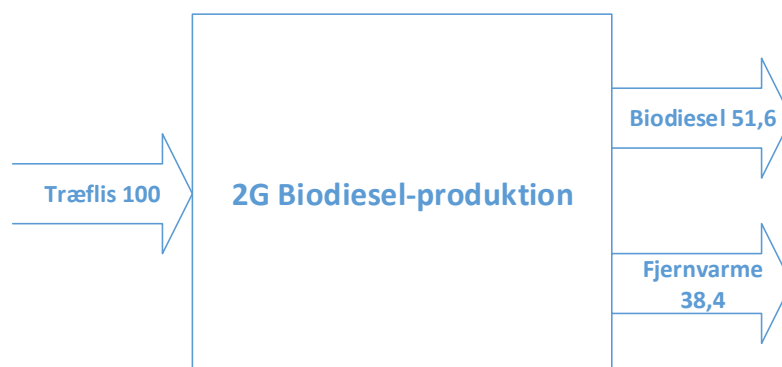 Biodiesel 51,6
Træflis 100
2G Biodiesel-produktion
Fjernvarme
38,4